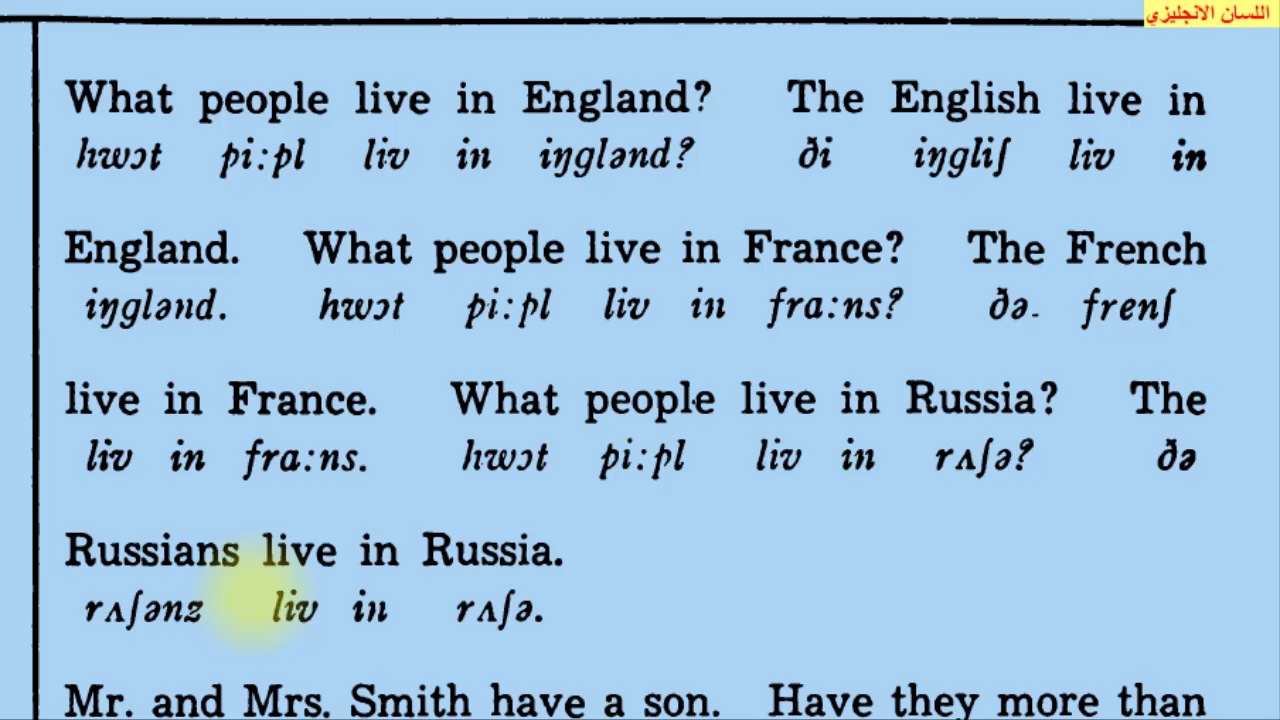 اللسان الانجليزي
What people live in England? The English live in
hwɔt pi:pl liv in iŋglənd? ði iŋgliʃ liv in
England. What people live in France? The French
iŋglənd. hwɔt pi:pl liv in fra:ns? ðə frenʃ
live in France. What people live in Russia? The
liv in fra:ns. hwɔt pi:pl liv in rʌʃə? ðə
Russians live in Russia.
rʌʃənz liv in rʌʃə.
Mr. and Mrs. Smith have a son. Have they more than